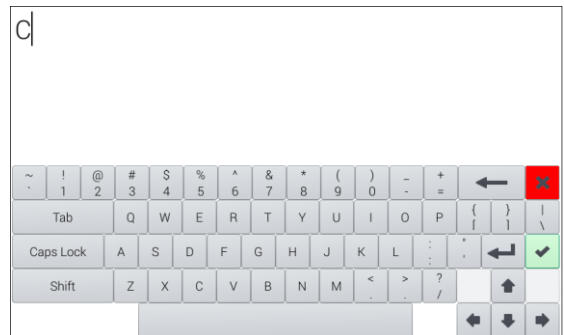 C
~ ! @ # $ % ^ & * ( ) _ +
` 1 2 3 4 5 6 7 8 9 0 - =
Tab Q W E R T Y U I O P { } |
[ ] \
Caps Lock A S D F G H J K L : "
; '
Shift Z X C V B N M < > ?
, . /